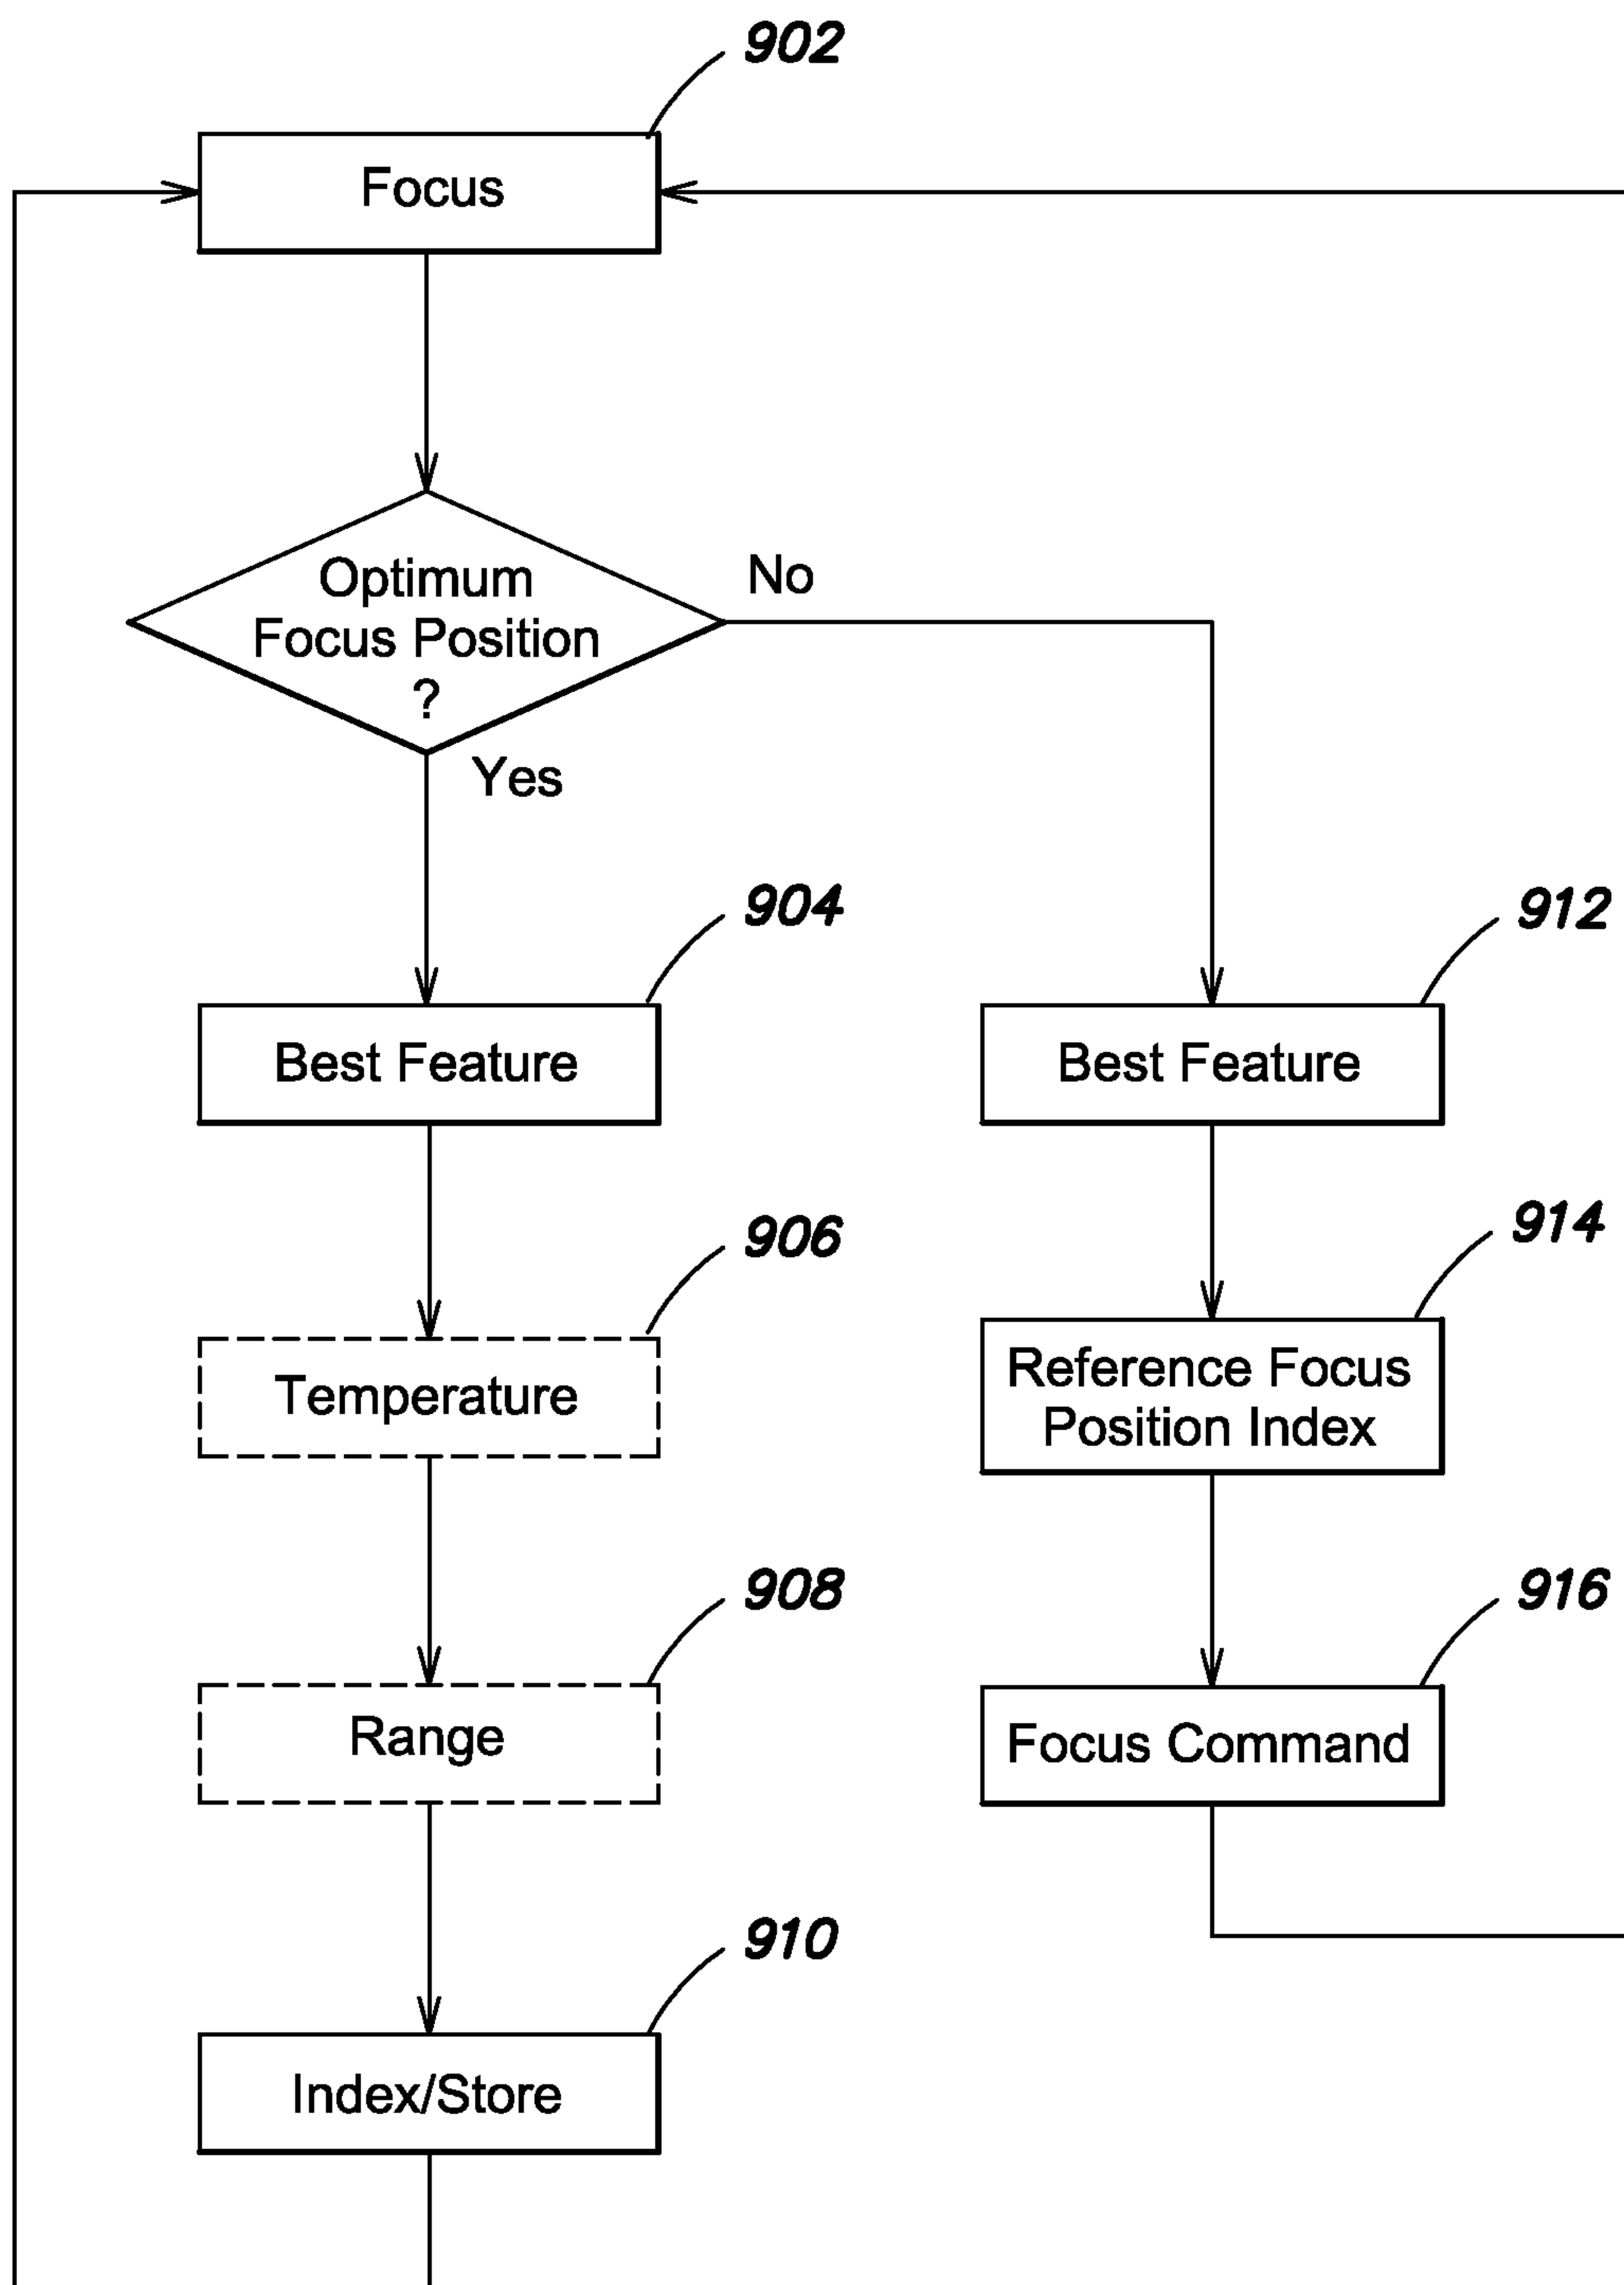 902
Focus
Optimum
Focus Position
?
No
Yes
904
Best Feature
912
Best Feature
906
Temperature
914
Reference Focus
Position Index
908
Range
916
Focus Command
910
Index/Store